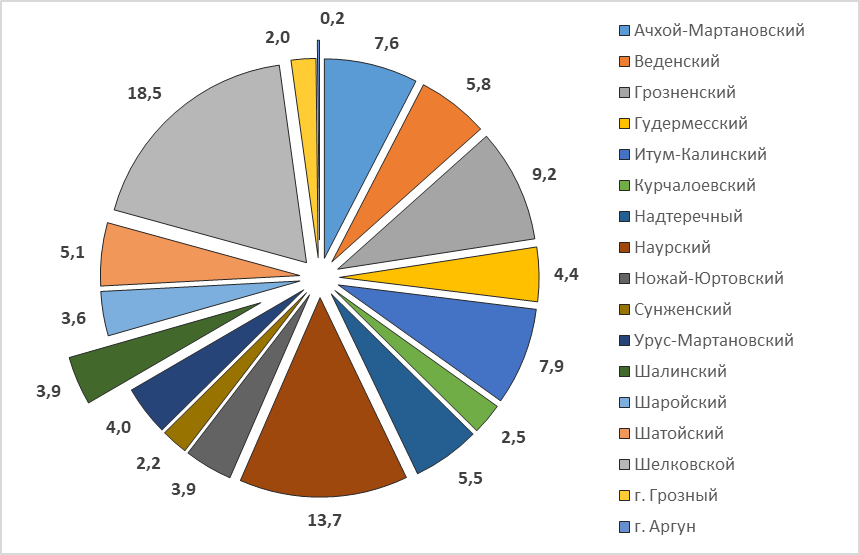 0,2
7,6
5,8
9,2
4,4
7,9
2,5
5,5
13,7
3,9
2,2
4,0
3,9
3,6
5,1
18,5
2,0
Ачхой-Мартановский
Веденский
Грозненский
Гудермесский
Итум-Калинский
Курчалоевский
Надтеречный
Наурский
Ножай-Юртовский
Сунженский
Урус-Мартановский
Шалинский
Шаройский
Шатойский
Шелковской
г. Грозный
г. Аргун